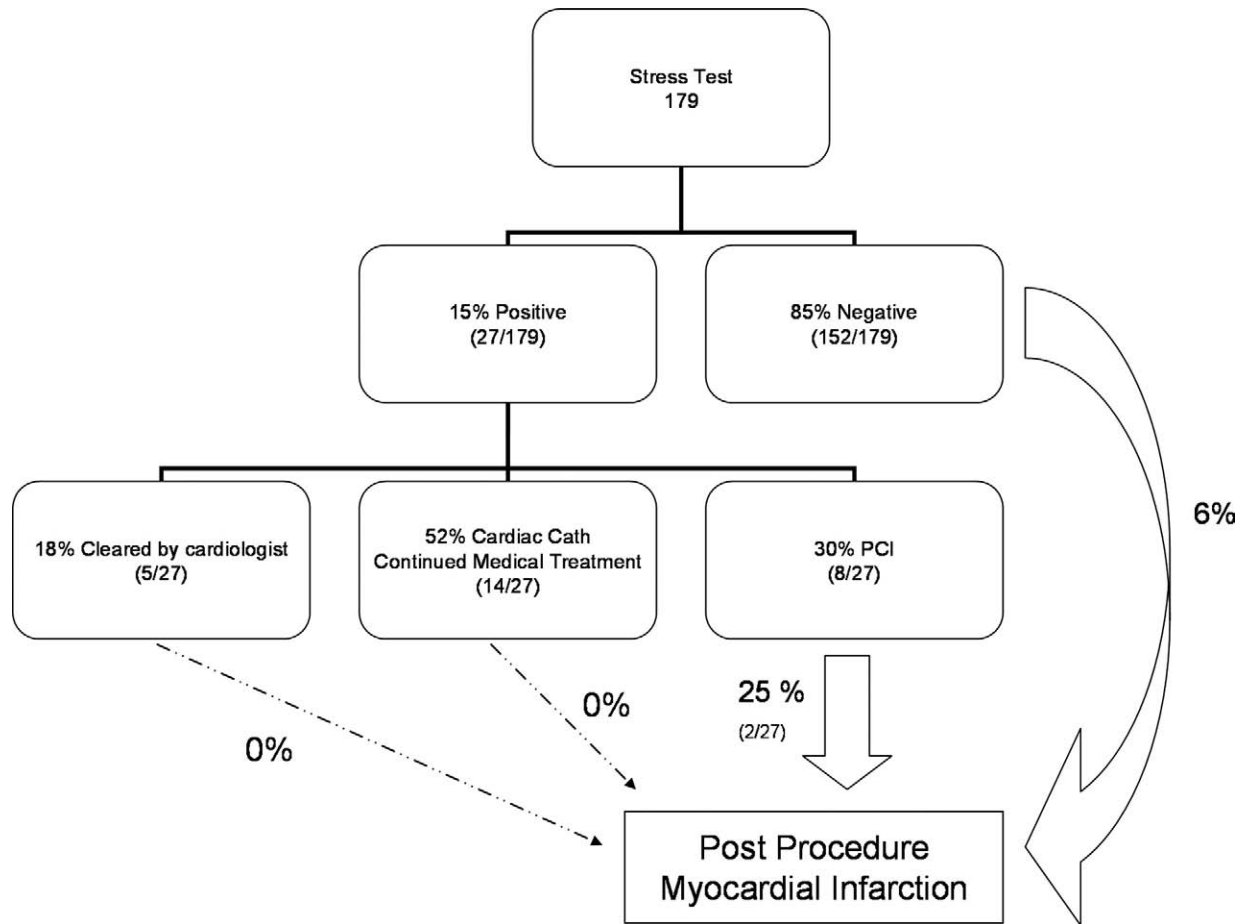 Stress Test
179
15% Positive
(27/179)
85% Negative
(152/179)
18% Cleared by cardiologist
(5/27)
52% Cardiac Cath
Continued Medical Treatment
(14/27)
30% PCI
(8/27)
6%
0%
0%
25 %
(2/27)
Post Procedure
Myocardial Infarction